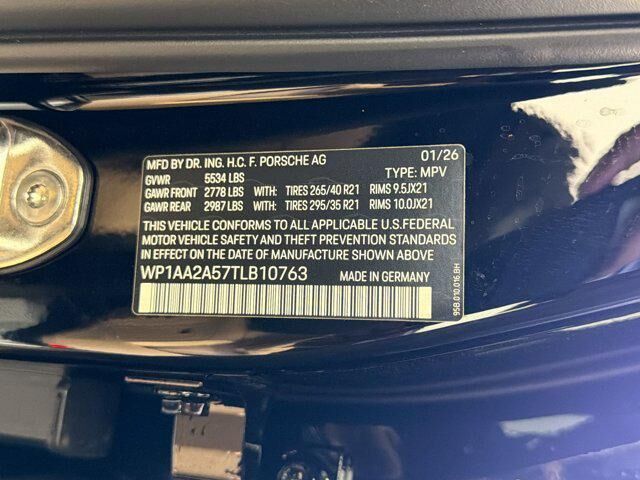 MFD BY DR. ING. H.C. F. PORSCHE AG 01/26
GVWR 5534 LBS TYPE: MPV
GAWR FRONT 2778 LBS WITH: TIRES 265/40 R21 RIMS 9.5JX21
GAWR REAR 2987 LBS WITH: TIRES 295/35 R21 RIMS 10.0JX21
THIS VEHICLE CONFORMS TO ALL APPLICABLE U.S.FEDERAL
MOTOR VEHICLE SAFETY AND THEFT PREVENTION STANDARDS
IN EFFECT ON THE DATE OF MANUFACTURE SHOWN ABOVE.
WP1AA2A57TLB10763 MADE IN GERMANY
95B.010.016.BH